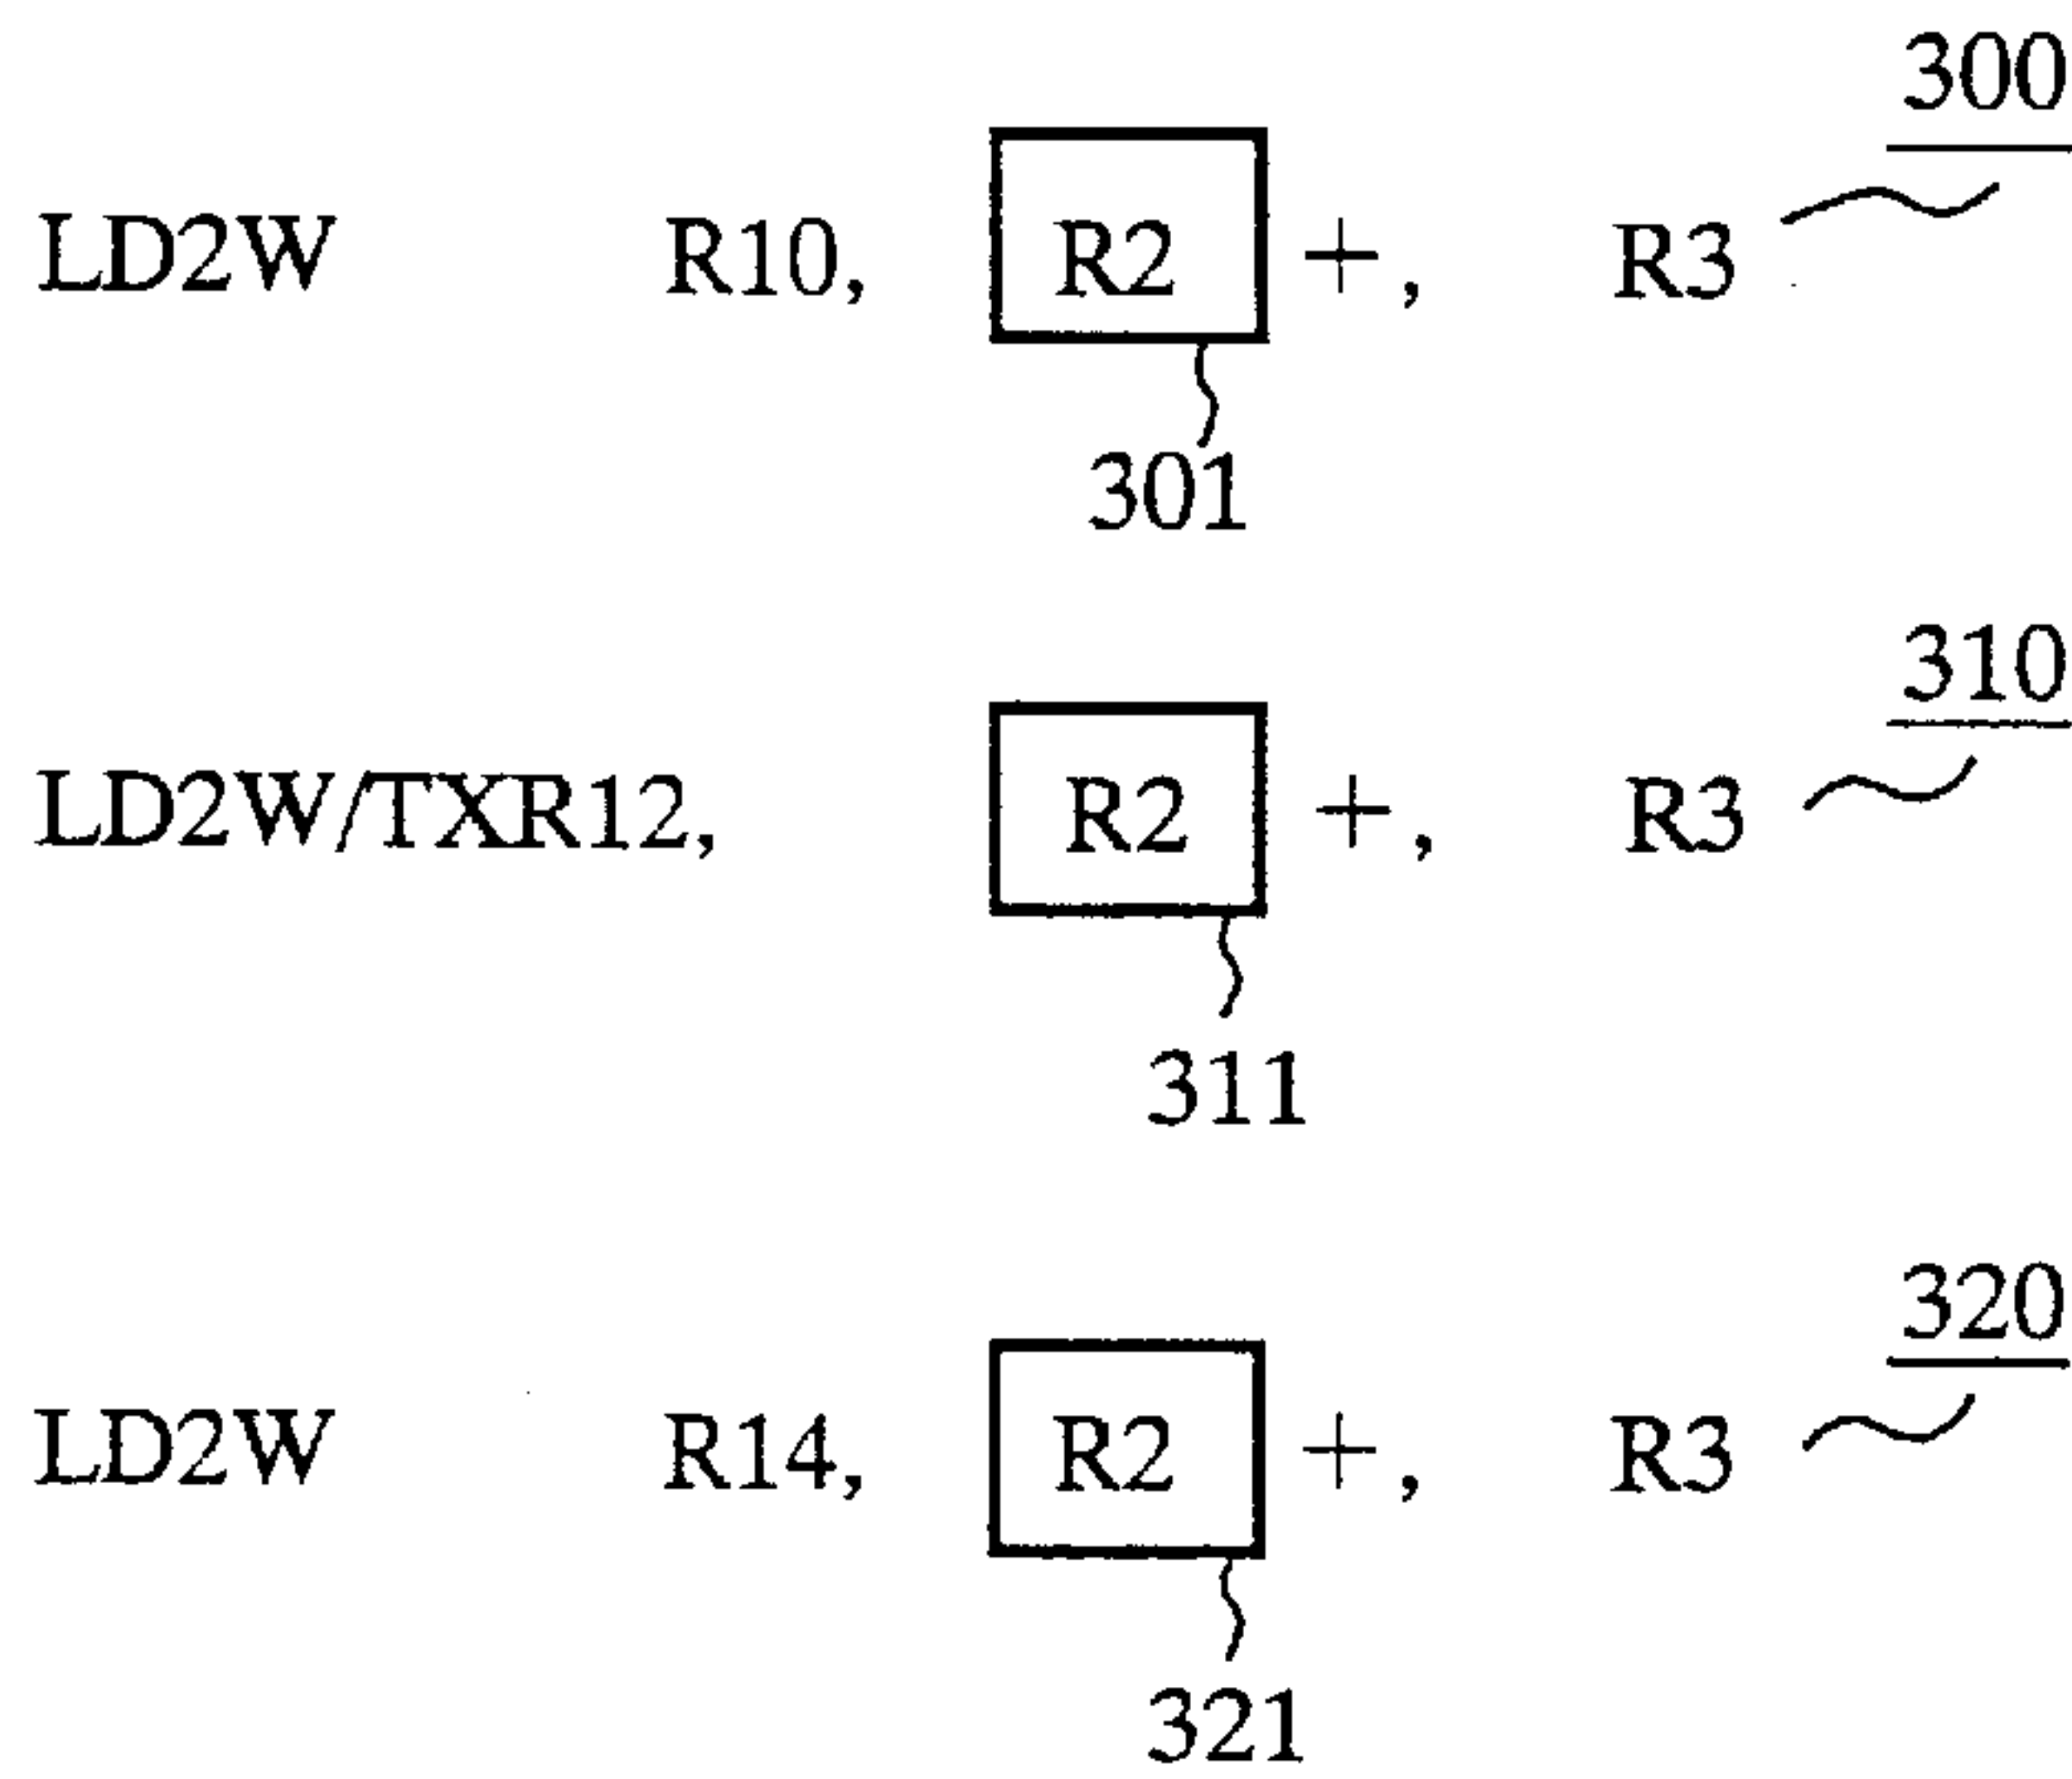 300
LD2W R10, R2 + , R3
301
310
LD2W/TXR12, R2 + , R3
311
320
LD2W R14, R2 + , R3
321